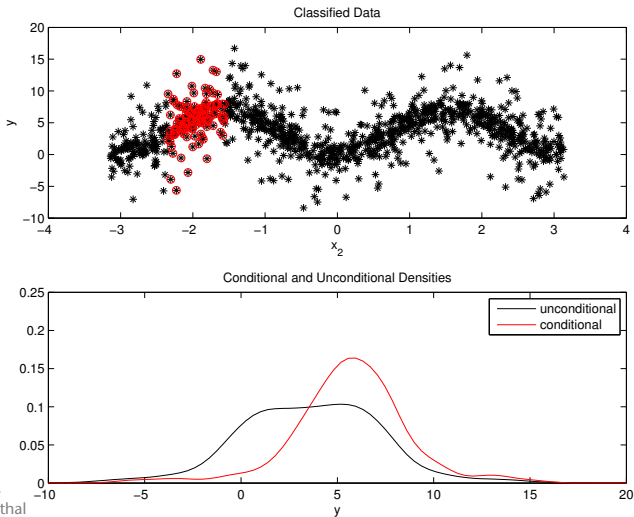 Classified Data
20
15
10
5
0
−5
−10
y
−4 −3 −2 −1 0 1 2 3 4
x2
Conditional and Unconditional Densities
0.25
0.2
0.15
0.1
0.05
0
unconditional
conditional
−10 −5 0 5 10 15 20
y
thal